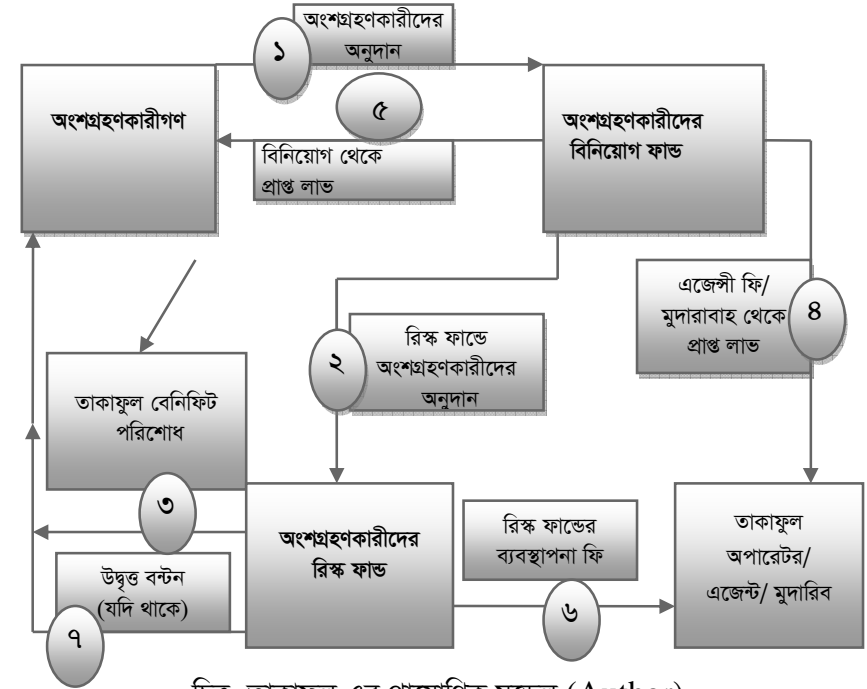 অংশগ্রহণকারীদের
অনুদান
১
অংশগ্রহণকারীগণ
৫
অংশগ্রহণকারীদের
বিনিয়োগ ফান্ড
বিনিয়োগ থেকে
প্রাপ্ত লাভ
এজেন্সী ফি/
মুদারাবাহ থেকে
প্রাপ্ত লাভ
৪
রিস্ক ফান্ডে
অংশগ্রহণকারীদের
অনুদান
২
তাকাফুল বেনিফিট
পরিশোধ
৩
অংশগ্রহণকারীদের
রিস্ক ফান্ড
রিস্ক ফান্ডের
ব্যবস্থাপনা ফি
৬
তাকাফুল
অপারেটর/
এজেন্ট/ মুদারিব
উদ্বৃত্ত বন্টন
(যদি থাকে)
৭
(Author)